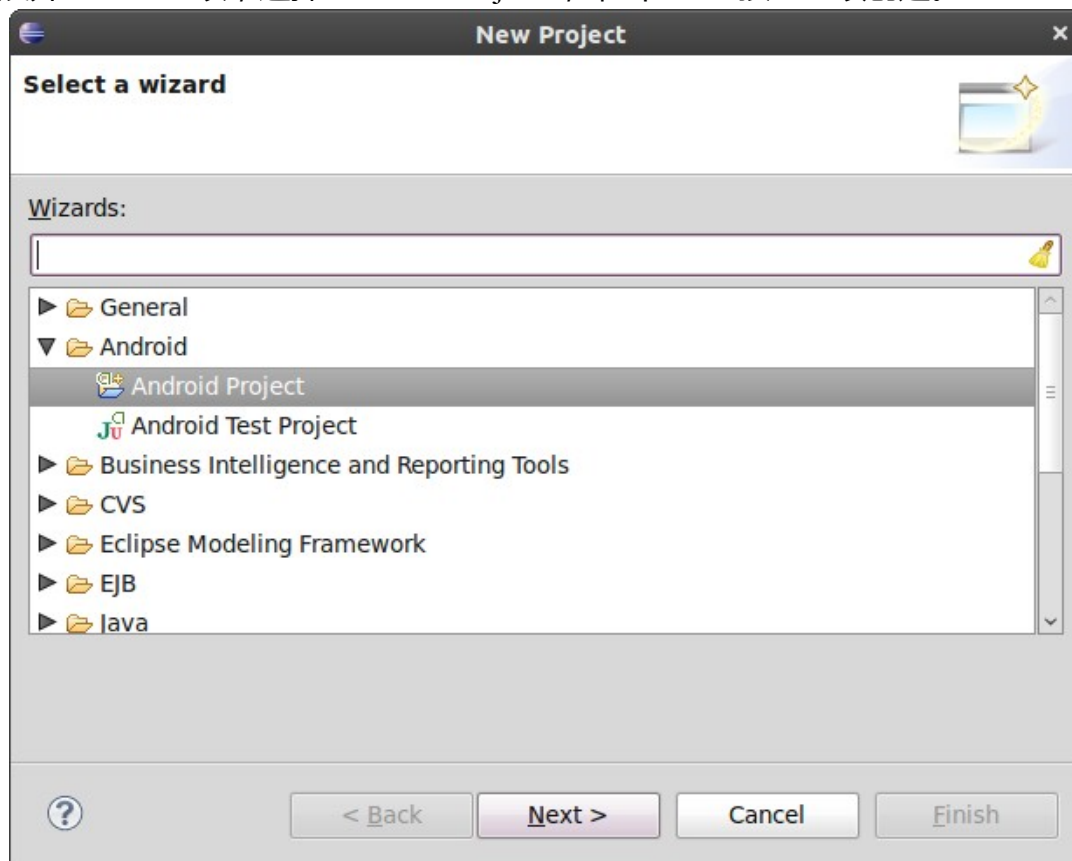 New Project
Select a wizard
Wizards:
General
Android
Android Project
Android Test Project
Business Intelligence and Reporting Tools
CVS
Eclipse Modeling Framework
EJB
Java
< Back Next > Cancel Finish